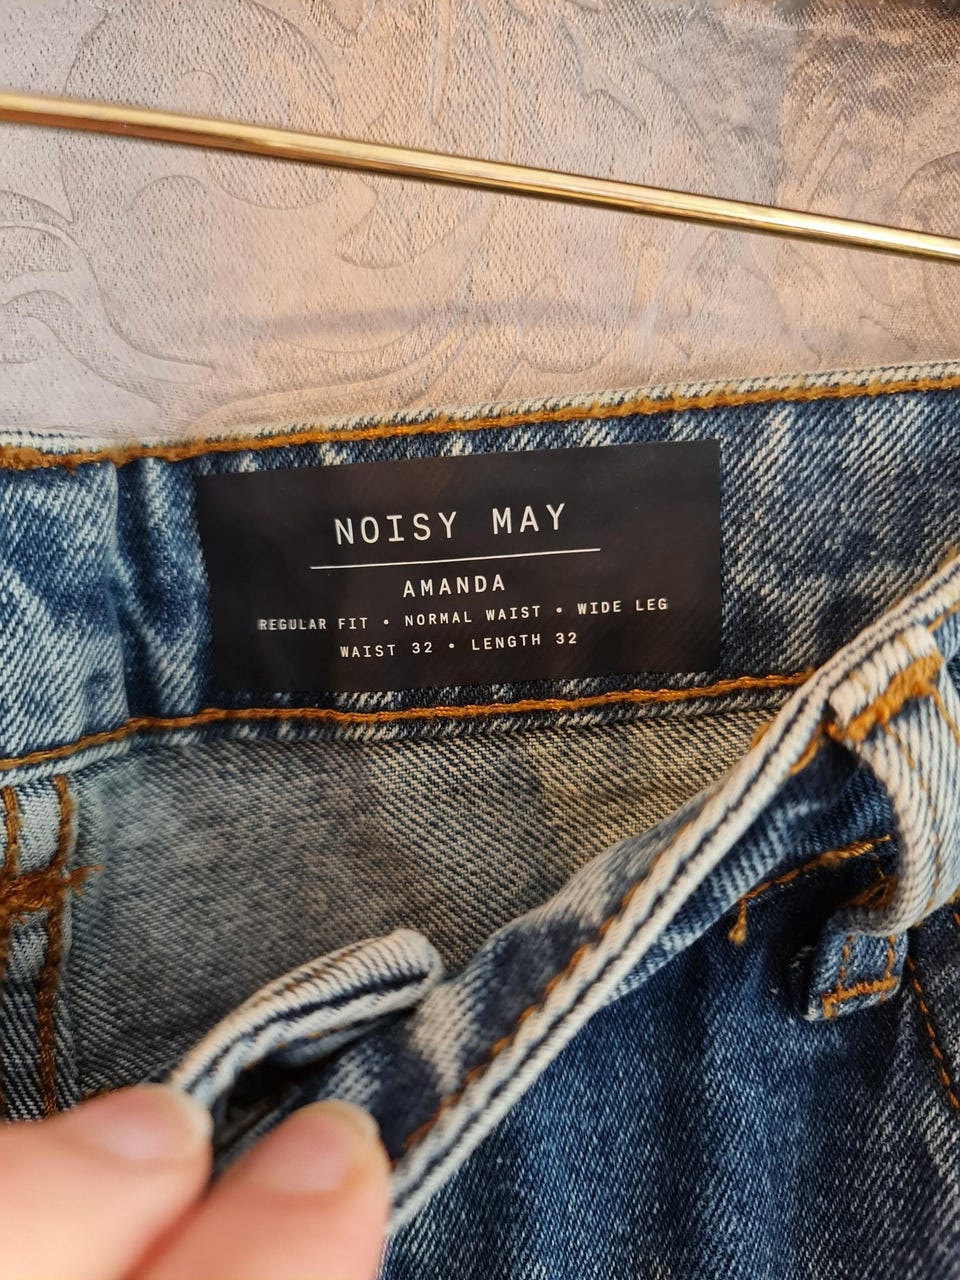 NOISY MAY
AMANDA
REGULAR FIT • NORMAL WAIST • WIDE LEG
WAIST 32 • LENGTH 32